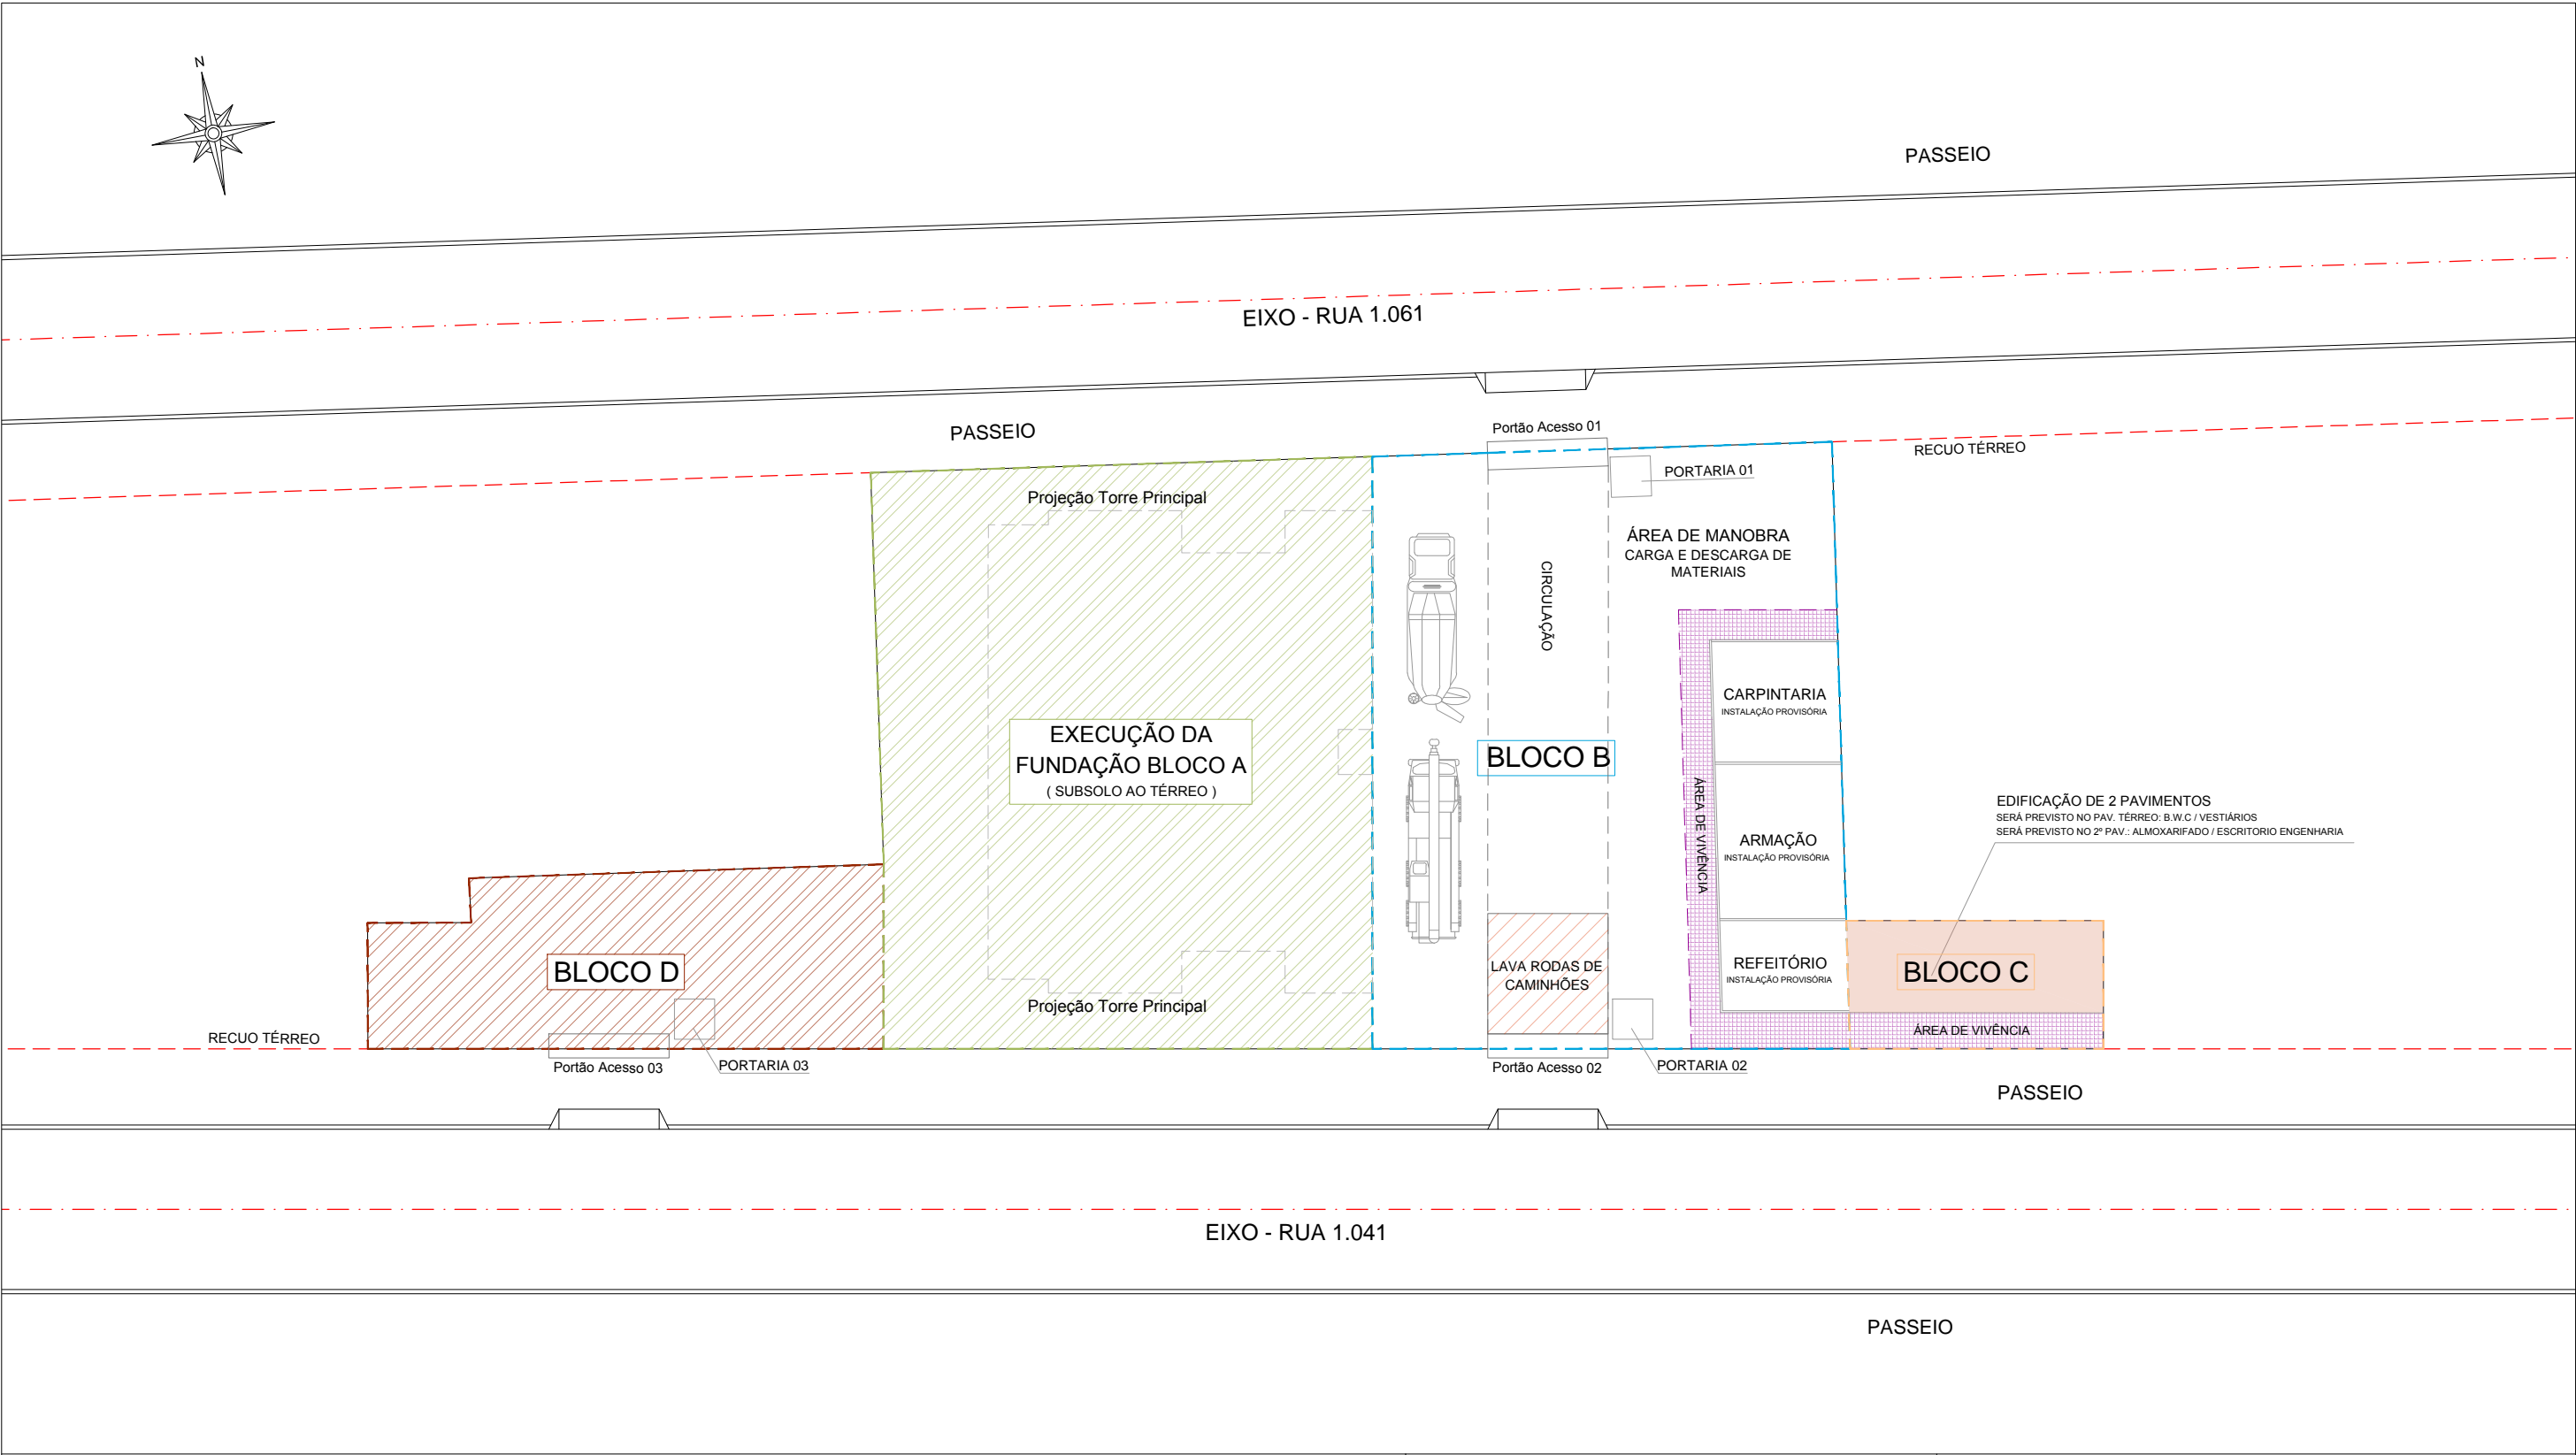 N
PASSEIO
EIXO - RUA 1.061
PASSEIO
Portão Acesso 01
RECUO TÉRREO
PORTARIA 01
Projeção Torre Principal
ÁREA DE MANOBRA
CARGA E DESCARGA DE
MATERIAIS
CIRCULAÇÃO
CARPINTARIA
INSTALAÇÃO PROVISÓRIA
EXECUÇÃO DA
FUNDAÇÃO BLOCO A
( SUBSOLO AO TÉRREO )
BLOCO B
ÁREA DE VIVÊNCIA
ARMAÇÃO
INSTALAÇÃO PROVISÓRIA
EDIFICAÇÃO DE 2 PAVIMENTOS
SERÁ PREVISTO NO PAV. TÉRREO: B.W.C / VESTIÁRIOS
SERÁ PREVISTO NO 2º PAV.: ALMOXARIFADO / ESCRITORIO ENGENHARIA
BLOCO D
LAVA RODAS DE
CAMINHÕES
REFEITÓRIO
INSTALAÇÃO PROVISÓRIA
BLOCO C
Projeção Torre Principal
ÁREA DE VIVÊNCIA
RECUO TÉRREO
Portão Acesso 03
PORTARIA 03
Portão Acesso 02
PORTARIA 02
PASSEIO
EIXO - RUA 1.041
PASSEIO